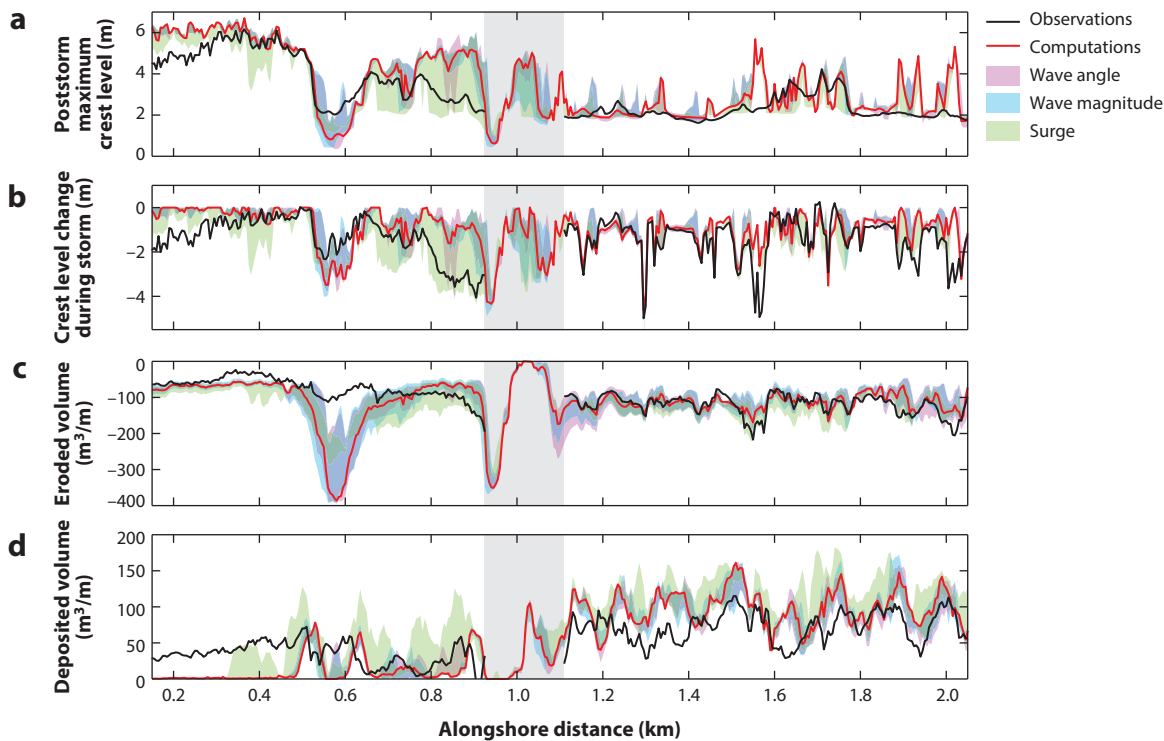 a
Poststorm
maximum
crest level (m)
6
4
2
0
Observations
Computations
Wave angle
Wave magnitude
Surge
b
Crest level change
during storm (m)
0
−2
−4
c
Eroded volume
(m³/m)
0
−100
−200
−300
−400
d
Deposited volume
(m³/m)
200
150
100
50
0
0.2 0.4 0.6 0.8 1.0 1.2 1.4 1.6 1.8 2.0
Alongshore distance (km)